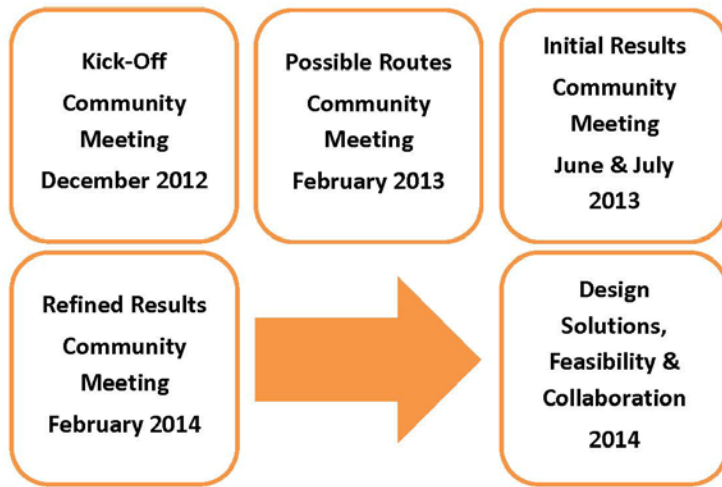 Kick-Off
Community
Meeting
December 2012
Possible Routes
Community
Meeting
February 2013
Initial Results
Community
Meeting
June & July
2013
Refined Results
Community
Meeting
February 2014
Design
Solutions,
Feasibility &
Collaboration
2014